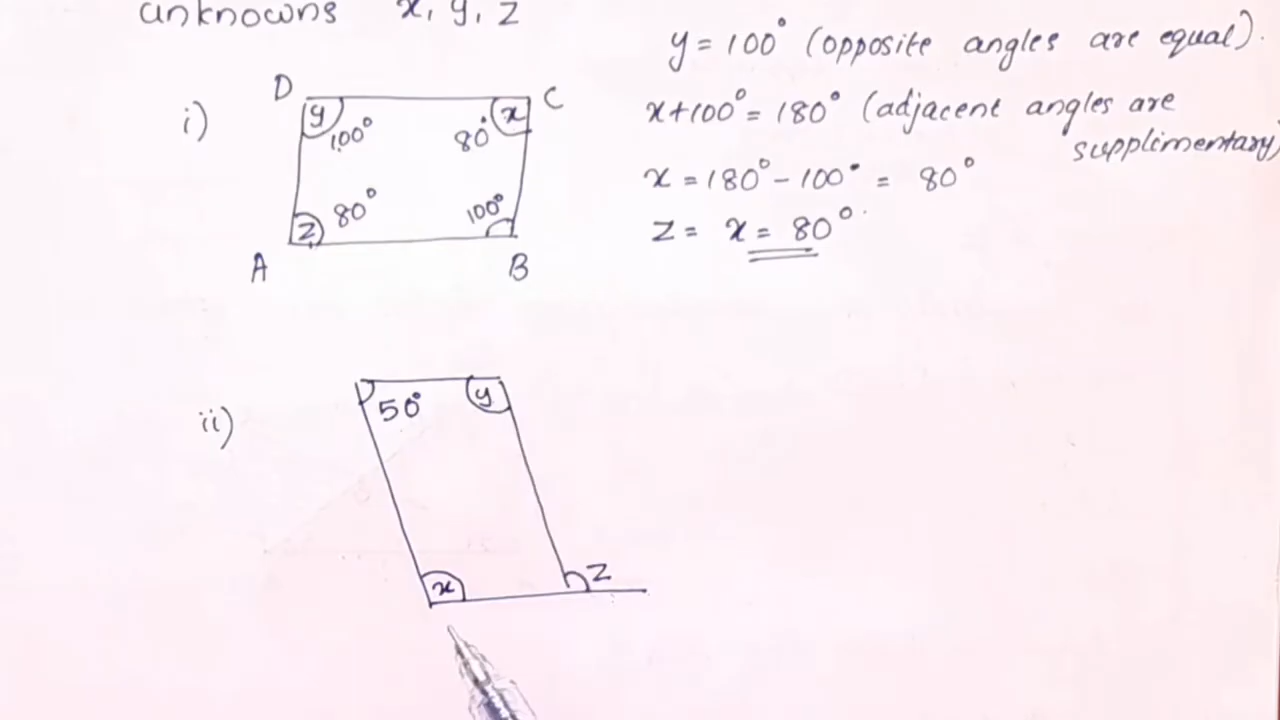 unknowns x, y, z
y = 100° (opposite angles are equal).
i)
D
C
y
x
100°
80°
x+100° = 180° (adjacent angles are
supplimentary)
x = 180° - 100° = 80°
z = x = 80°
80°
100°
z
A
B
ii)
50°
y
x
z